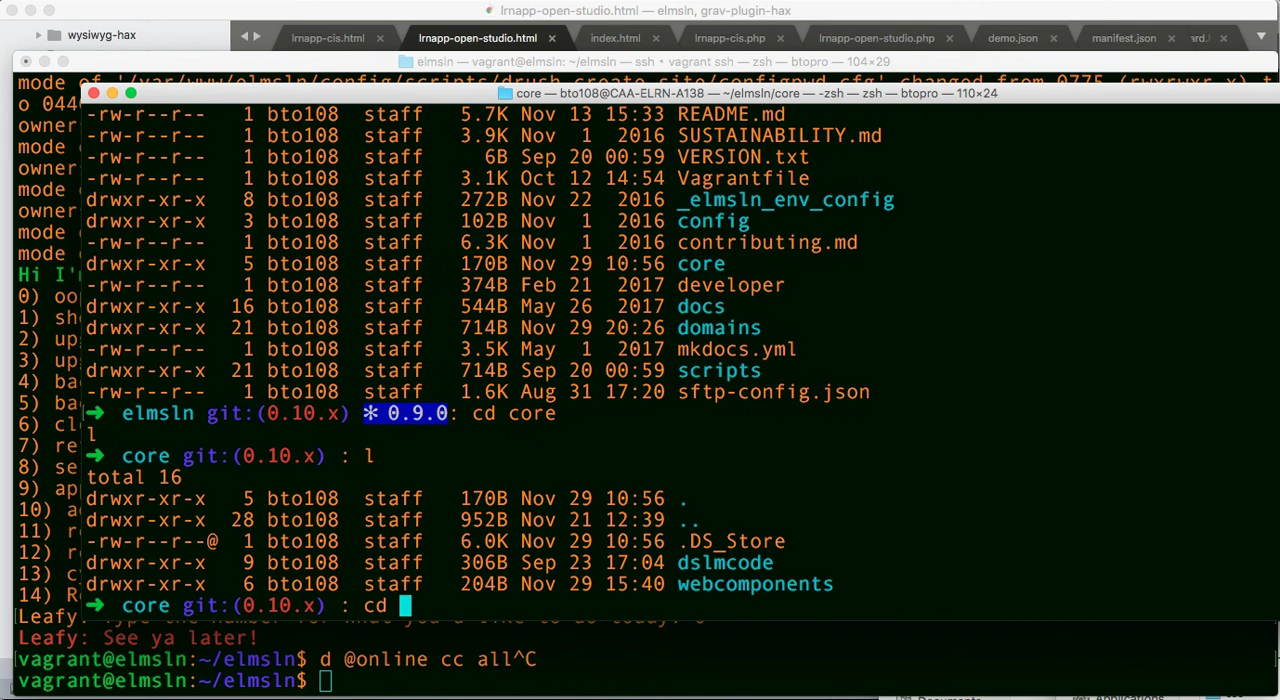 lrnapp-open-studio.html — elmsln, grav-plugin-hax
wysiwyg-hax
lrnapp-cis.html × lrnapp-open-studio.html × index.html × lrnapp-cis.php × lrnapp-open-studio.php × demo.json × manifest.json ×
elmsln — vagrant@elmsln: ~/elmsln — ssh • vagrant ssh — zsh — btopro — 104×29
core — bto108@CAA-ELRN-A138 — ~/elmsln/core — -zsh — zsh — btopro — 110×24
-rw-r--r--   1 bto108  staff   5.7K Nov 13 15:33 README.md
-rw-r--r--   1 bto108  staff   3.9K Nov  1  2016 SUSTAINABILITY.md
-rw-r--r--   1 bto108  staff     6B Sep 20 00:59 VERSION.txt
-rw-r--r--   1 bto108  staff   3.1K Oct 12 14:54 Vagrantfile
drwxr-xr-x   8 bto108  staff   272B Nov 22  2016 _elmsln_env_config
drwxr-xr-x   3 bto108  staff   102B Nov  1  2016 config
-rw-r--r--   1 bto108  staff   6.3K Nov  1  2016 contributing.md
drwxr-xr-x   5 bto108  staff   170B Nov 29 10:56 core
-rw-r--r--   1 bto108  staff   374B Feb 21  2017 developer
drwxr-xr-x  16 bto108  staff   544B May 26  2017 docs
drwxr-xr-x  21 bto108  staff   714B Nov 29 20:26 domains
-rw-r--r--   1 bto108  staff   3.5K May  1  2017 mkdocs.yml
drwxr-xr-x  21 bto108  staff   714B Sep 20 00:59 scripts
-rw-r--r--   1 bto108  staff   1.6K Aug 31 17:20 sftp-config.json
➜  elmsln git:(0.10.x) ✻ 0.9.0: cd core
l
➜  core git:(0.10.x) : l
total 16
drwxr-xr-x   5 bto108  staff   170B Nov 29 10:56 .
drwxr-xr-x  28 bto108  staff   952B Nov 21 12:39 ..
-rw-r--r--@  1 bto108  staff   6.0K Nov 29 10:56 .DS_Store
drwxr-xr-x   9 bto108  staff   306B Sep 23 17:04 dslmcode
drwxr-xr-x   6 bto108  staff   204B Nov 29 15:40 webcomponents
➜  core git:(0.10.x) : cd
Leafy: See ya later!
vagrant@elmsln:~/elmsln$ d @online cc all^C
vagrant@elmsln:~/elmsln$